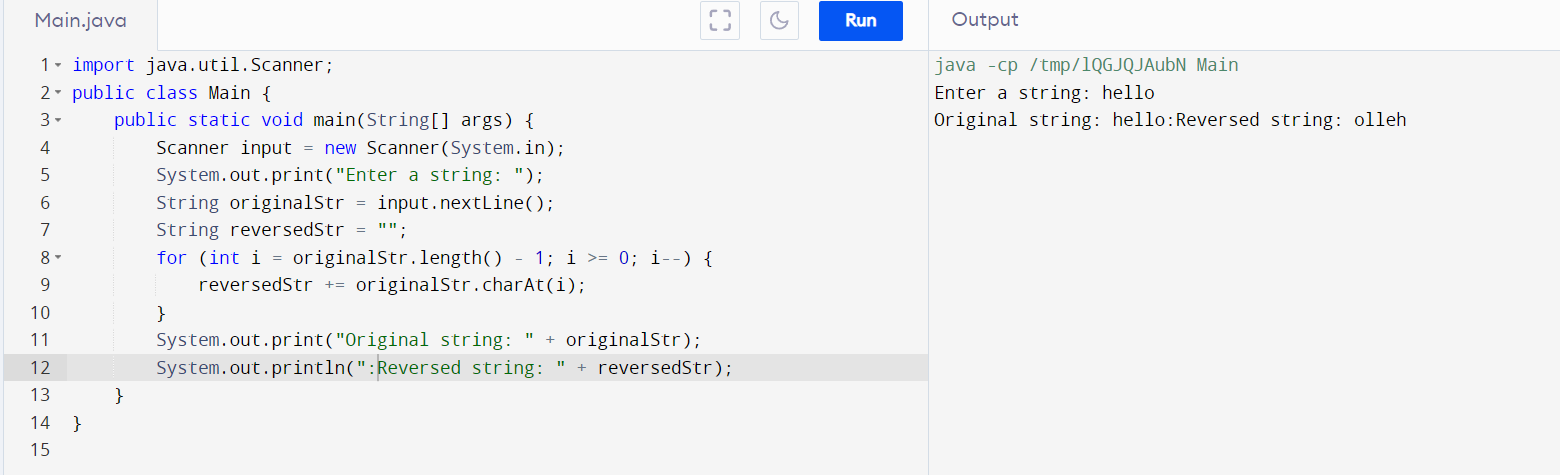 Main.java
Run
Output
1 import java.util.Scanner;
2 public class Main {
3     public static void main(String[] args) {
4         Scanner input = new Scanner(System.in);
5         System.out.print("Enter a string: ");
6         String originalStr = input.nextLine();
7         String reversedStr = "";
8         for (int i = originalStr.length() - 1; i >= 0; i--) {
9             reversedStr += originalStr.charAt(i);
10         }
11         System.out.print("Original string: " + originalStr);
12         System.out.println(":Reversed string: " + reversedStr);
13     }
14 }
15
java -cp /tmp/lQGJQJAubN Main
Enter a string: hello
Original string: hello:Reversed string: olleh